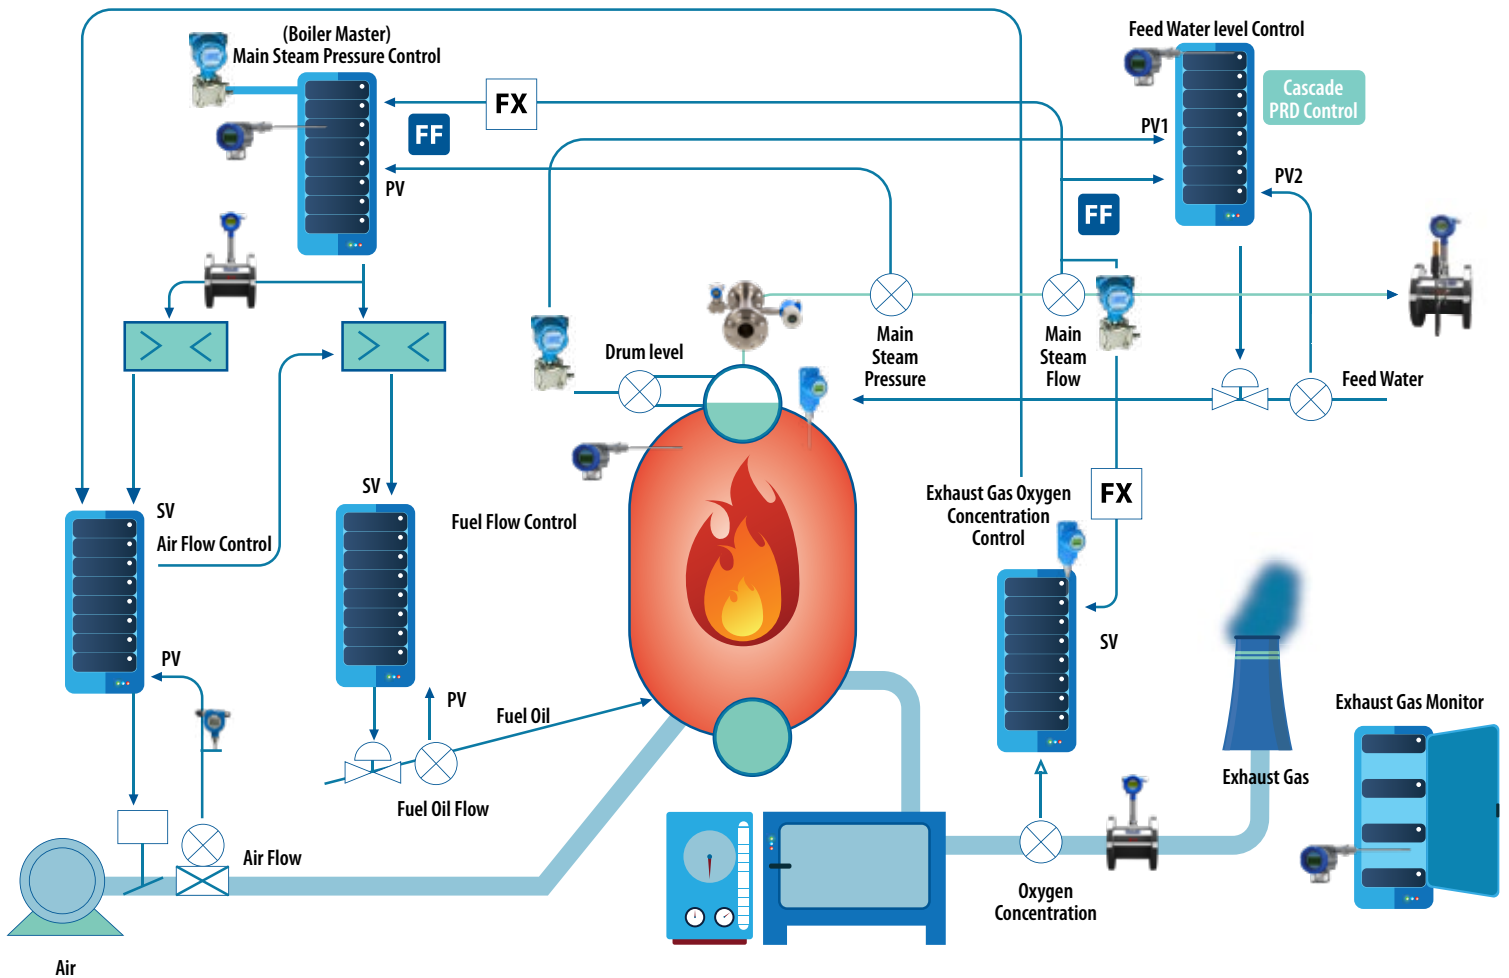 (Boiler Master)
Main Steam Pressure Control
Feed Water level Control
Cascade
PRD Control
FX
FF
PV
PV1
PV2
FF
Main
Steam
Pressure
Main
Steam
Flow
Drum level
Feed Water
SV
Air Flow Control
SV
Fuel Flow Control
Exhaust Gas Oxygen
Concentration
Control
FX
SV
PV
PV
Fuel Oil
Fuel Oil Flow
Air Flow
Air
Oxygen
Concentration
Exhaust Gas
Exhaust Gas Monitor